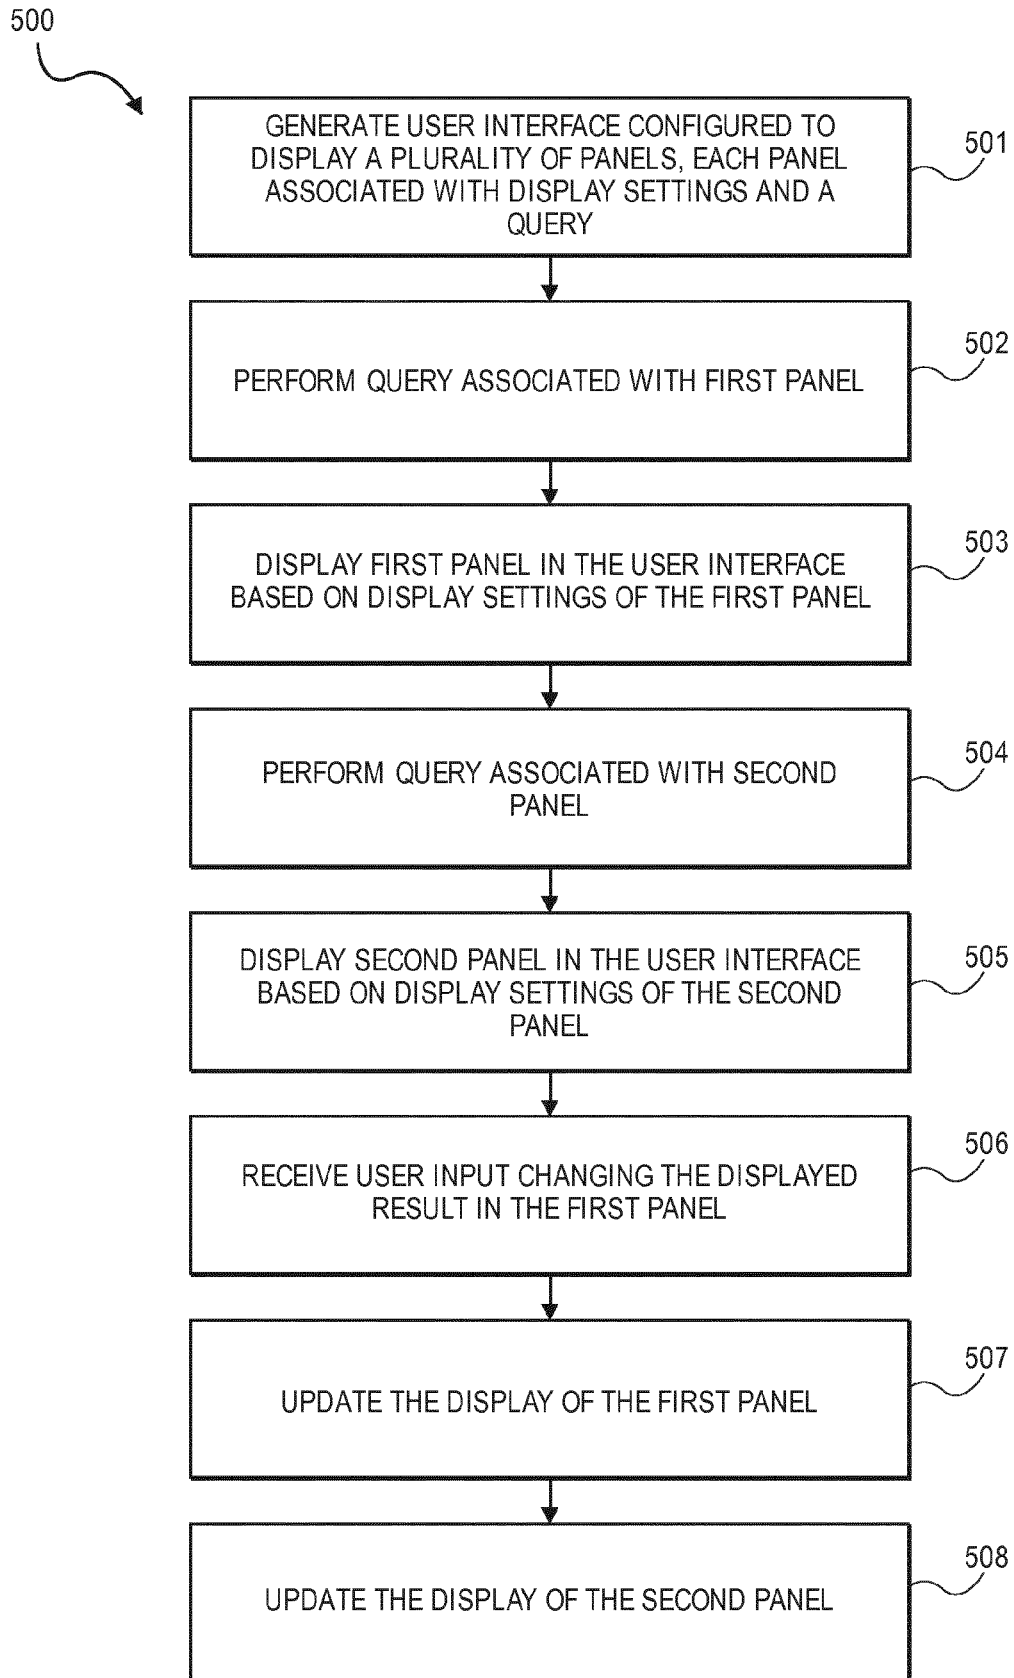 500
GENERATE USER INTERFACE CONFIGURED TO
DISPLAY A PLURALITY OF PANELS, EACH PANEL
ASSOCIATED WITH DISPLAY SETTINGS AND A
QUERY
501
PERFORM QUERY ASSOCIATED WITH FIRST PANEL
502
DISPLAY FIRST PANEL IN THE USER INTERFACE
BASED ON DISPLAY SETTINGS OF THE FIRST PANEL
503
PERFORM QUERY ASSOCIATED WITH SECOND
PANEL
504
DISPLAY SECOND PANEL IN THE USER INTERFACE
BASED ON DISPLAY SETTINGS OF THE SECOND
PANEL
505
RECEIVE USER INPUT CHANGING THE DISPLAYED
RESULT IN THE FIRST PANEL
506
UPDATE THE DISPLAY OF THE FIRST PANEL
507
UPDATE THE DISPLAY OF THE SECOND PANEL
508